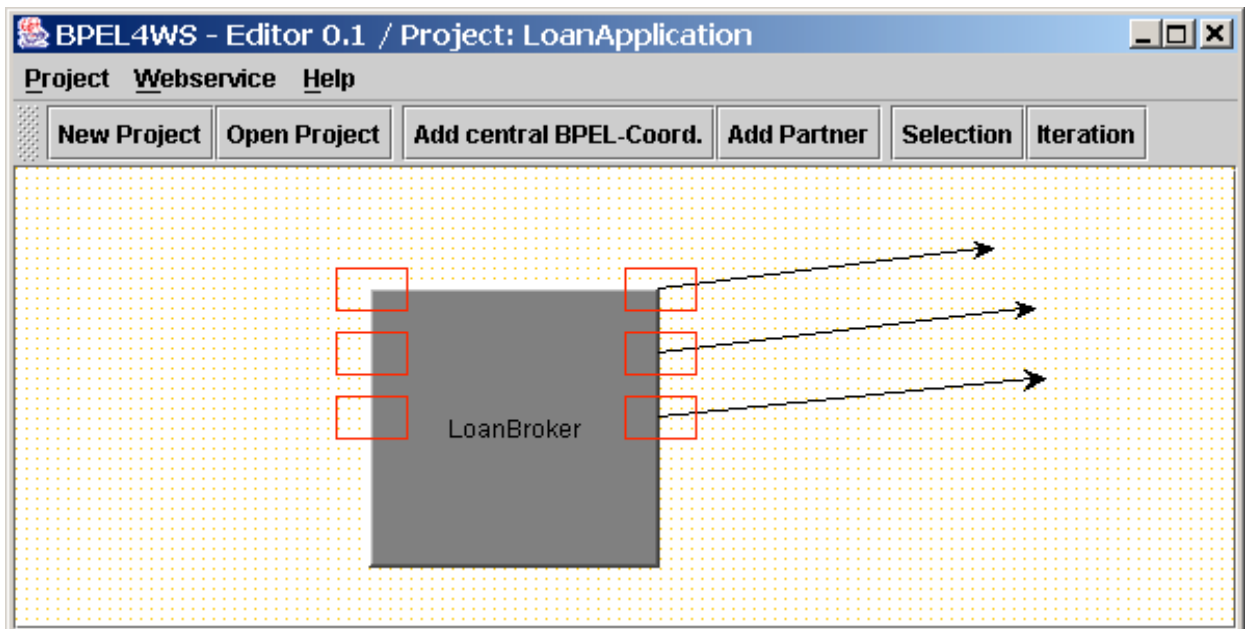 BPEL4WS - Editor 0.1 / Project: LoanApplication
Project Webservice Help
New Project Open Project Add central BPEL-Coord. Add Partner Selection Iteration
LoanBroker